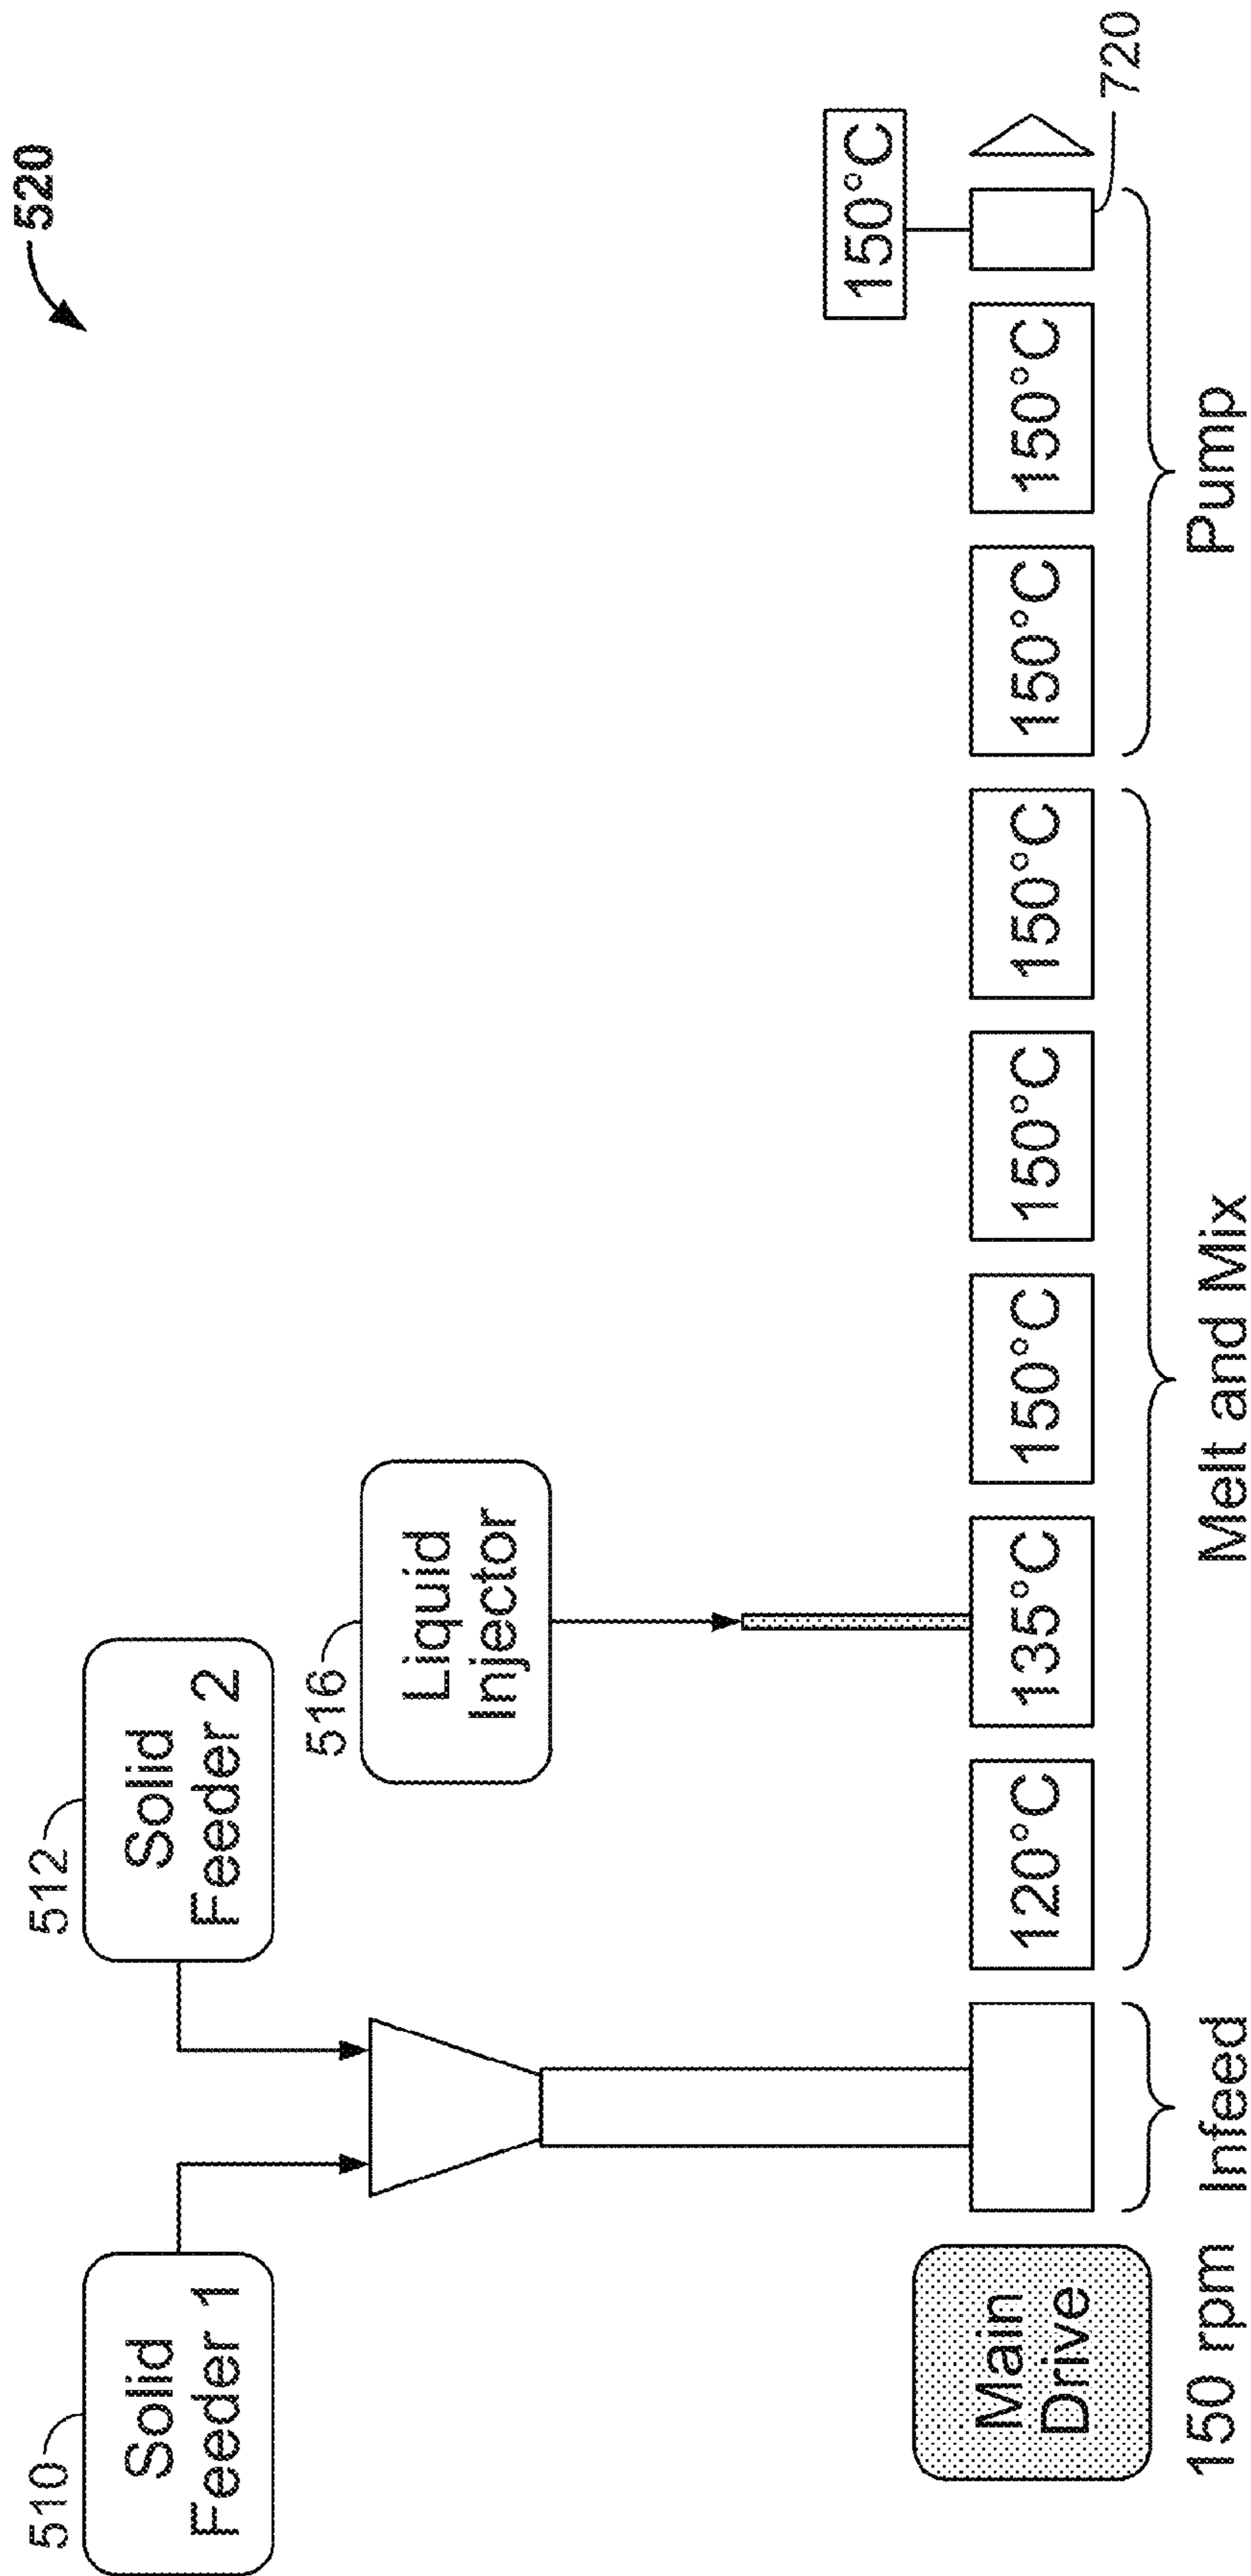 520
510
Solid
Feeder 1
512
Solid
Feeder 2
516
Liquid
Injector
150°C
Main
Drive
120°C
135°C
150°C
150°C
150°C
150°C
150°C
720
150 rpm
Infeed
Melt and Mix
Pump